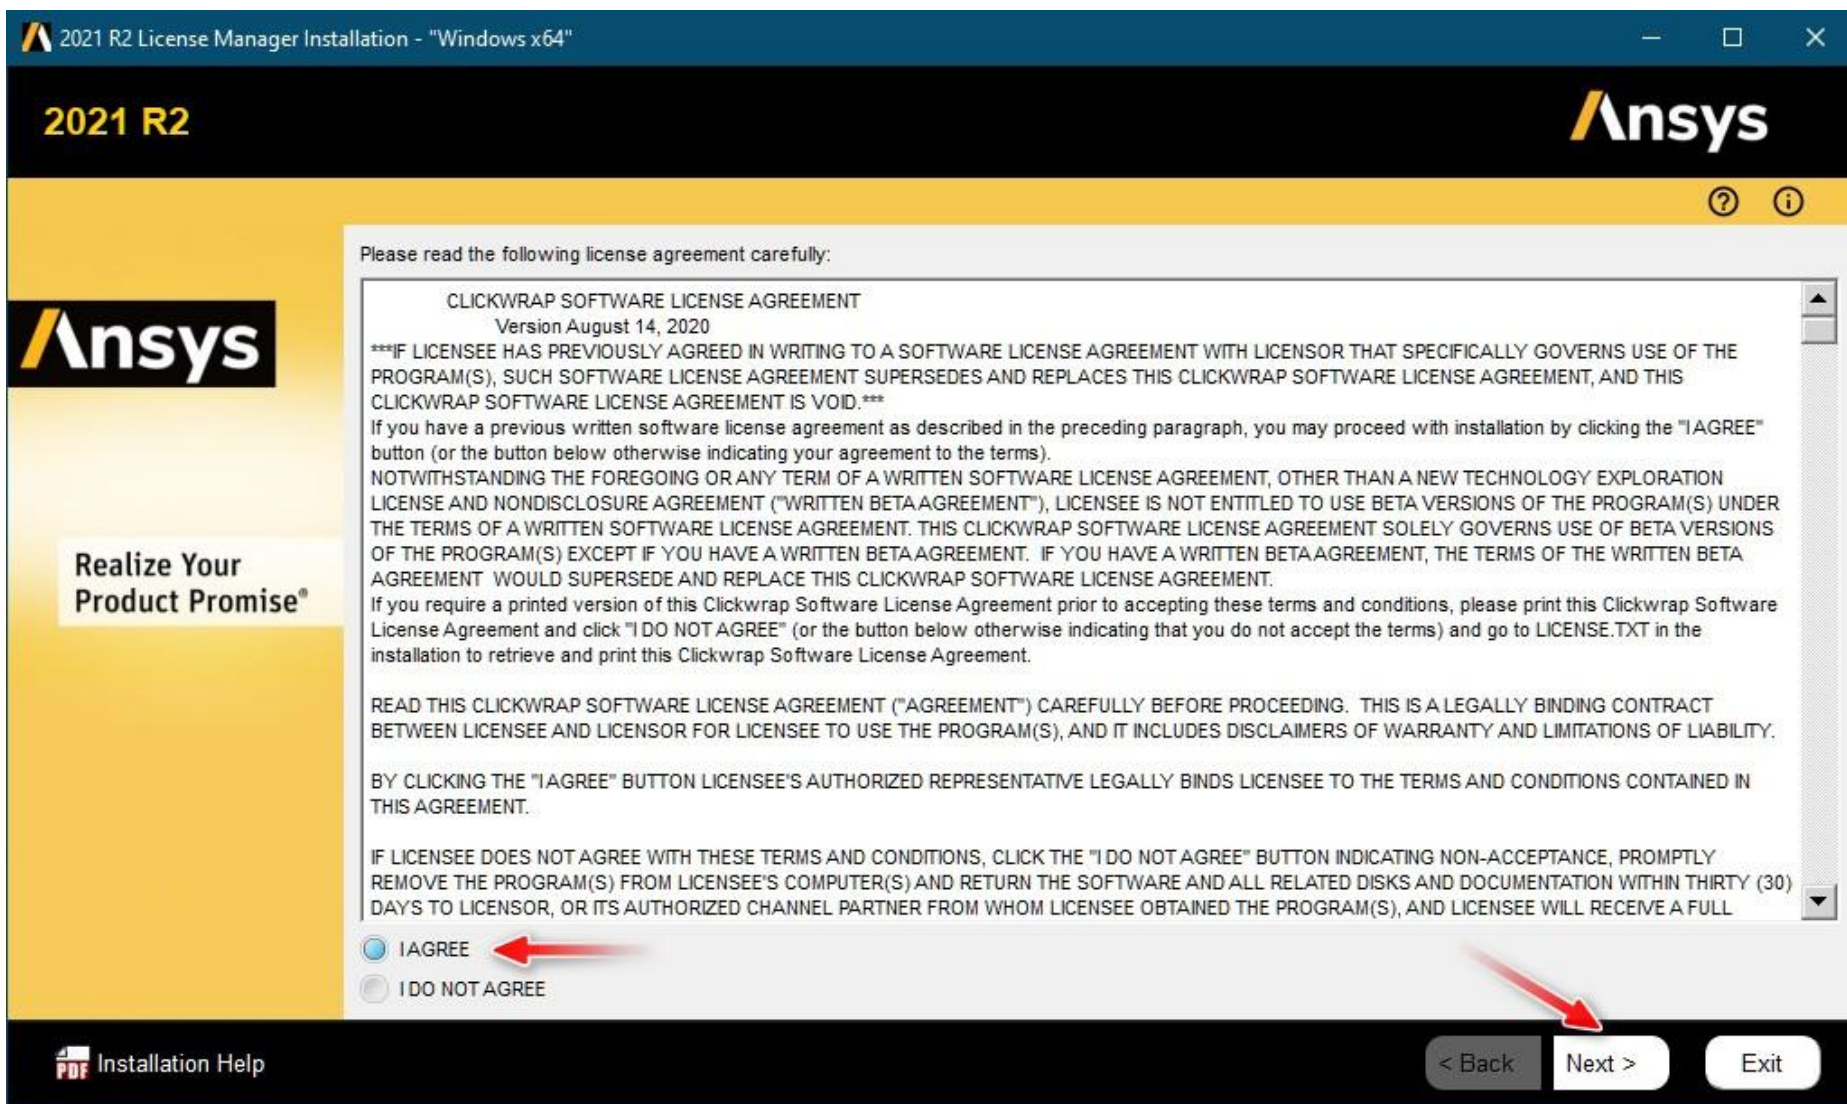 2021 R2 License Manager Installation - "Windows x64"
2021 R2
Ansys
Please read the following license agreement carefully:
CLICKWRAP SOFTWARE LICENSE AGREEMENT
Version August 14, 2020
***IF LICENSEE HAS PREVIOUSLY AGREED IN WRITING TO A SOFTWARE LICENSE AGREEMENT WITH LICENSOR THAT SPECIFICALLY GOVERNS USE OF THE
PROGRAM(S), SUCH SOFTWARE LICENSE AGREEMENT SUPERSEDES AND REPLACES THIS CLICKWRAP SOFTWARE LICENSE AGREEMENT, AND THIS
CLICKWRAP SOFTWARE LICENSE AGREEMENT IS VOID.***
If you have a previous written software license agreement as described in the preceding paragraph, you may proceed with installation by clicking the "I AGREE"
button (or the button below otherwise indicating your agreement to the terms).
NOTWITHSTANDING THE FOREGOING OR ANY TERM OF A WRITTEN SOFTWARE LICENSE AGREEMENT, OTHER THAN A NEW TECHNOLOGY EXPLORATION
LICENSE AND NONDISCLOSURE AGREEMENT ("WRITTEN BETA AGREEMENT"), LICENSEE IS NOT ENTITLED TO USE BETA VERSIONS OF THE PROGRAM(S) UNDER
THE TERMS OF A WRITTEN SOFTWARE LICENSE AGREEMENT. THIS CLICKWRAP SOFTWARE LICENSE AGREEMENT SOLELY GOVERNS USE OF BETA VERSIONS
OF THE PROGRAM(S) EXCEPT IF YOU HAVE A WRITTEN BETA AGREEMENT.  IF YOU HAVE A WRITTEN BETA AGREEMENT, THE TERMS OF THE WRITTEN BETA
AGREEMENT  WOULD SUPERSEDE AND REPLACE THIS CLICKWRAP SOFTWARE LICENSE AGREEMENT.
If you require a printed version of this Clickwrap Software License Agreement prior to accepting these terms and conditions, please print this Clickwrap Software
License Agreement and click "I DO NOT AGREE" (or the button below otherwise indicating that you do not accept the terms) and go to LICENSE.TXT in the
installation to retrieve and print this Clickwrap Software License Agreement.
READ THIS CLICKWRAP SOFTWARE LICENSE AGREEMENT ("AGREEMENT") CAREFULLY BEFORE PROCEEDING.  THIS IS A LEGALLY BINDING CONTRACT
BETWEEN LICENSEE AND LICENSOR FOR LICENSEE TO USE THE PROGRAM(S), AND IT INCLUDES DISCLAIMERS OF WARRANTY AND LIMITATIONS OF LIABILITY.
BY CLICKING THE "I AGREE" BUTTON LICENSEE'S AUTHORIZED REPRESENTATIVE LEGALLY BINDS LICENSEE TO THE TERMS AND CONDITIONS CONTAINED IN
THIS AGREEMENT.
IF LICENSEE DOES NOT AGREE WITH THESE TERMS AND CONDITIONS, CLICK THE "I DO NOT AGREE" BUTTON INDICATING NON-ACCEPTANCE, PROMPTLY
REMOVE THE PROGRAM(S) FROM LICENSEE'S COMPUTER(S) AND RETURN THE SOFTWARE AND ALL RELATED DISKS AND DOCUMENTATION WITHIN THIRTY (30)
DAYS TO LICENSOR, OR ITS AUTHORIZED CHANNEL PARTNER FROM WHOM LICENSEE OBTAINED THE PROGRAM(S), AND LICENSEE WILL RECEIVE A FULL
Ansys
Realize Your
Product Promise®
I AGREE
I DO NOT AGREE
PDF Installation Help
< Back
Next >
Exit